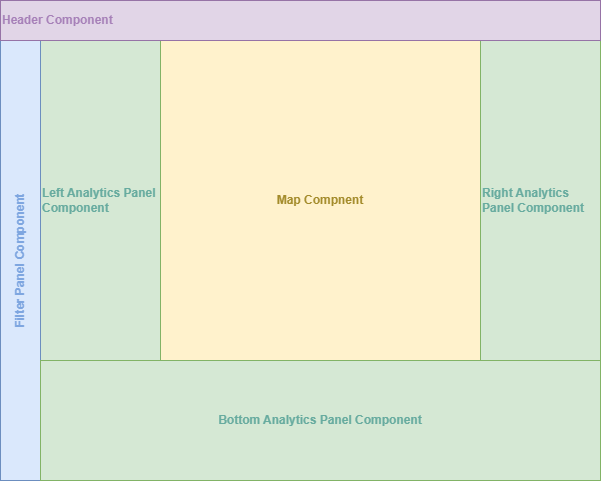 Header Component
Filter Panel Component
Left Analytics Panel
Component
Map Compnent
Right Analytics
Panel Component
Bottom Analytics Panel Component